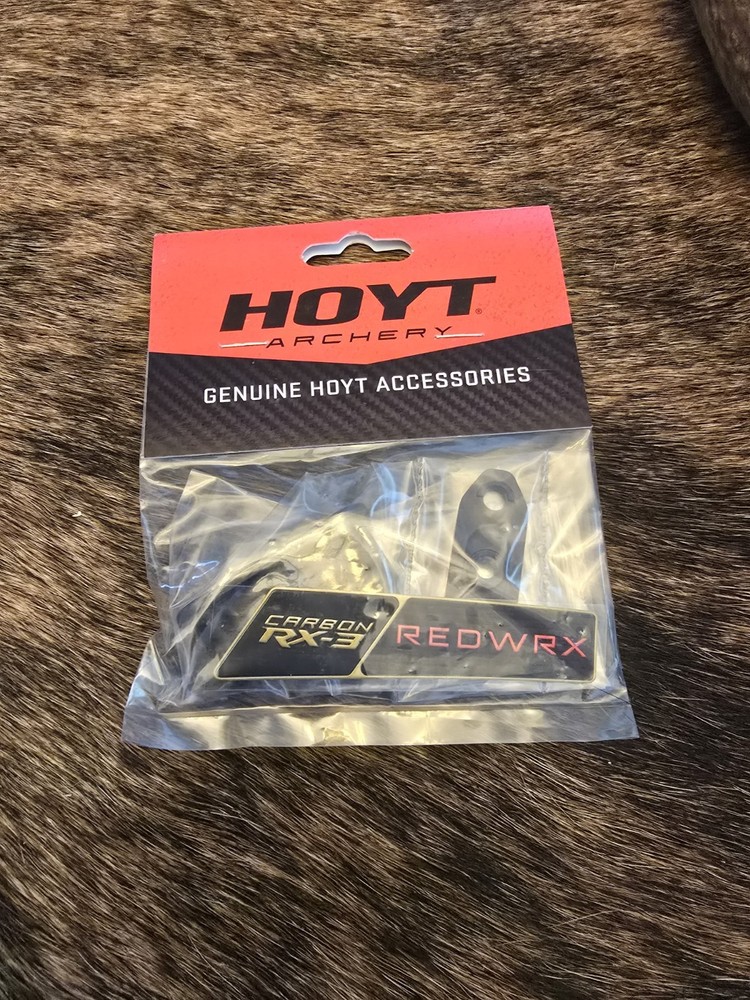 HOYT®
ARCHERY
GENUINE HOYT ACCESSORIES
CARBON
RX-3
REDWRX